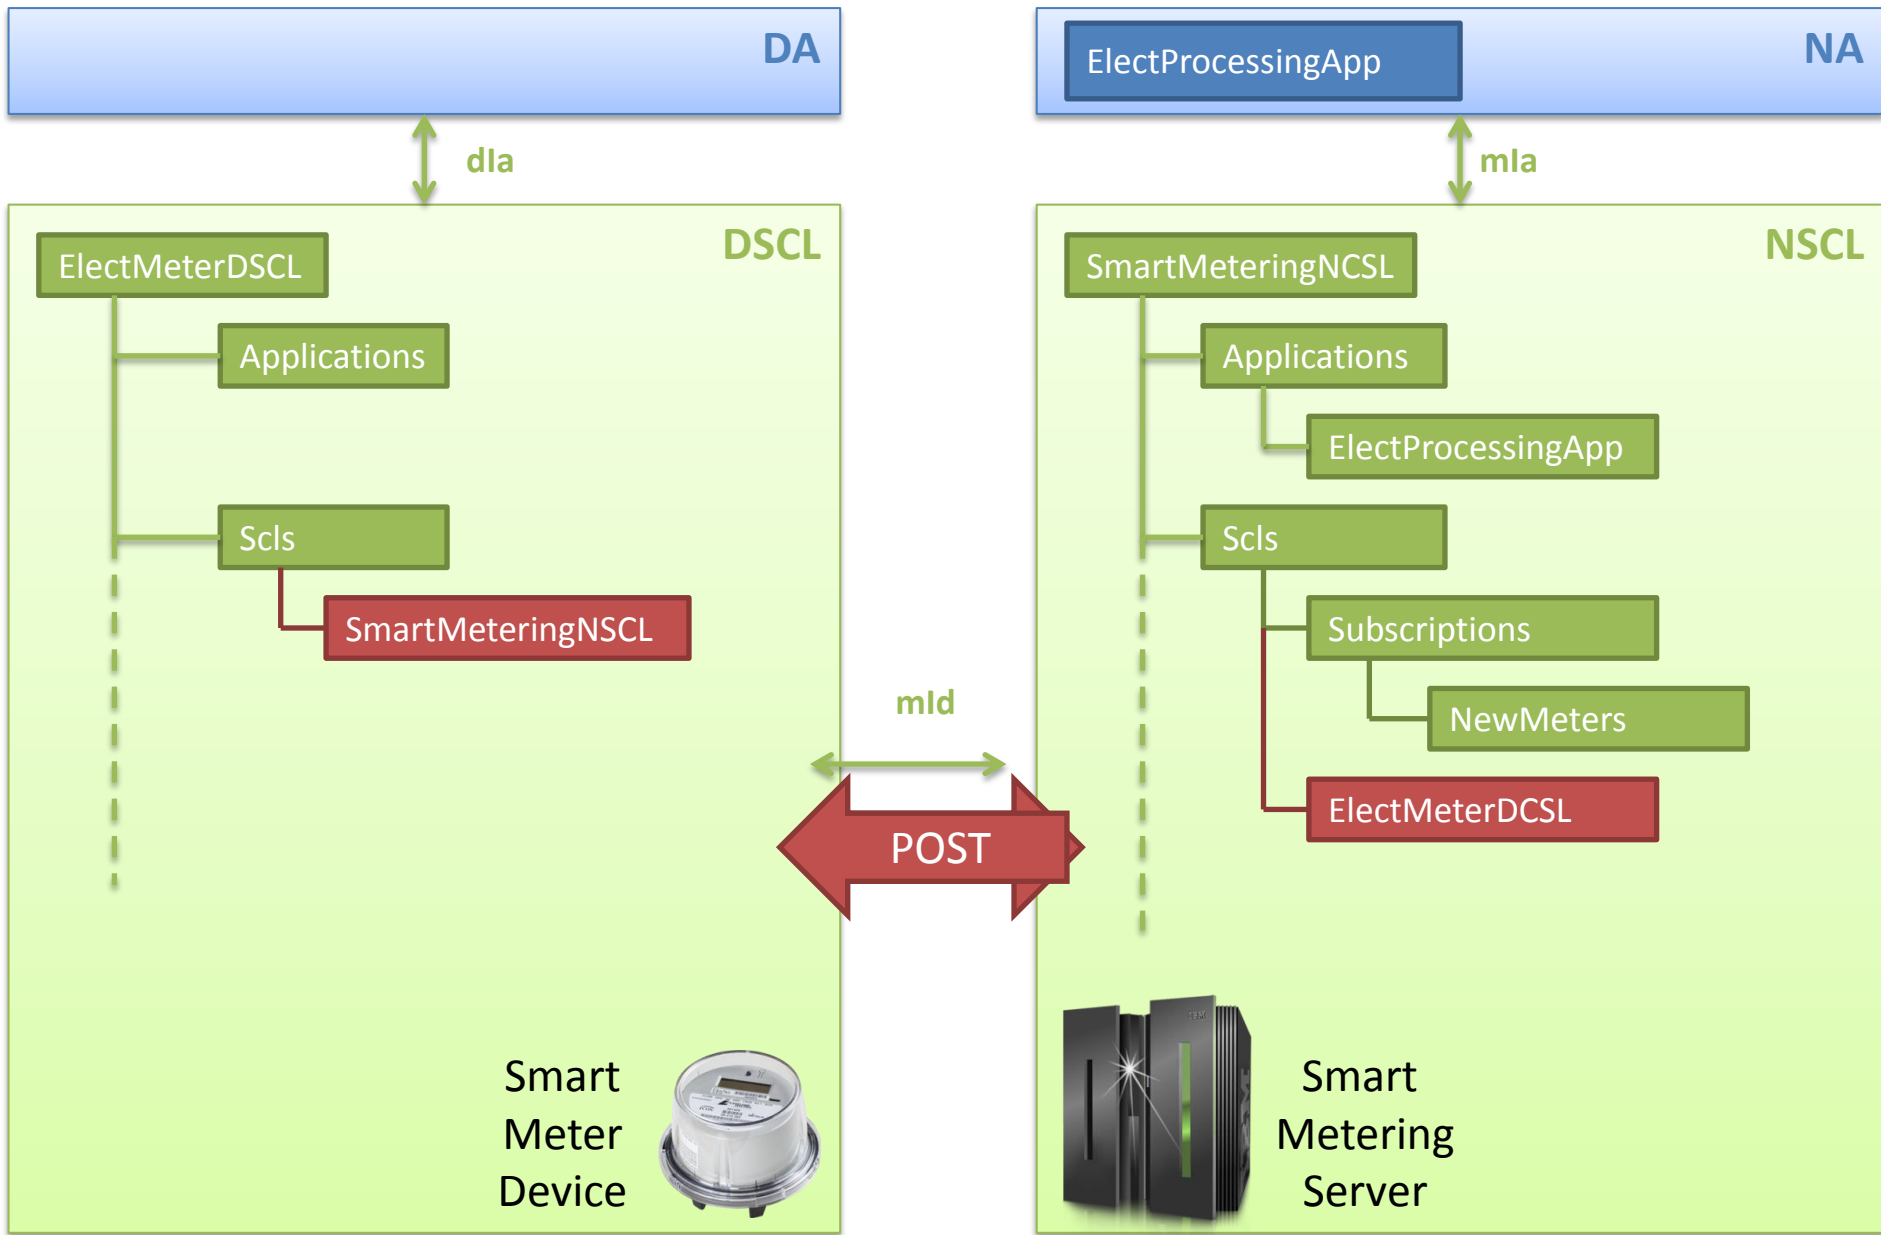 DA
ElectProcessingApp
NA
dIa
mIa
DSCL
ElectMeterDSCL
Applications
Scls
SmartMeteringNSCL
NSCL
SmartMeteringNCSL
Applications
ElectProcessingApp
Scls
Subscriptions
NewMeters
ElectMeterDCSL
mId
POST
Smart
Meter
Device
Smart
Metering
Server